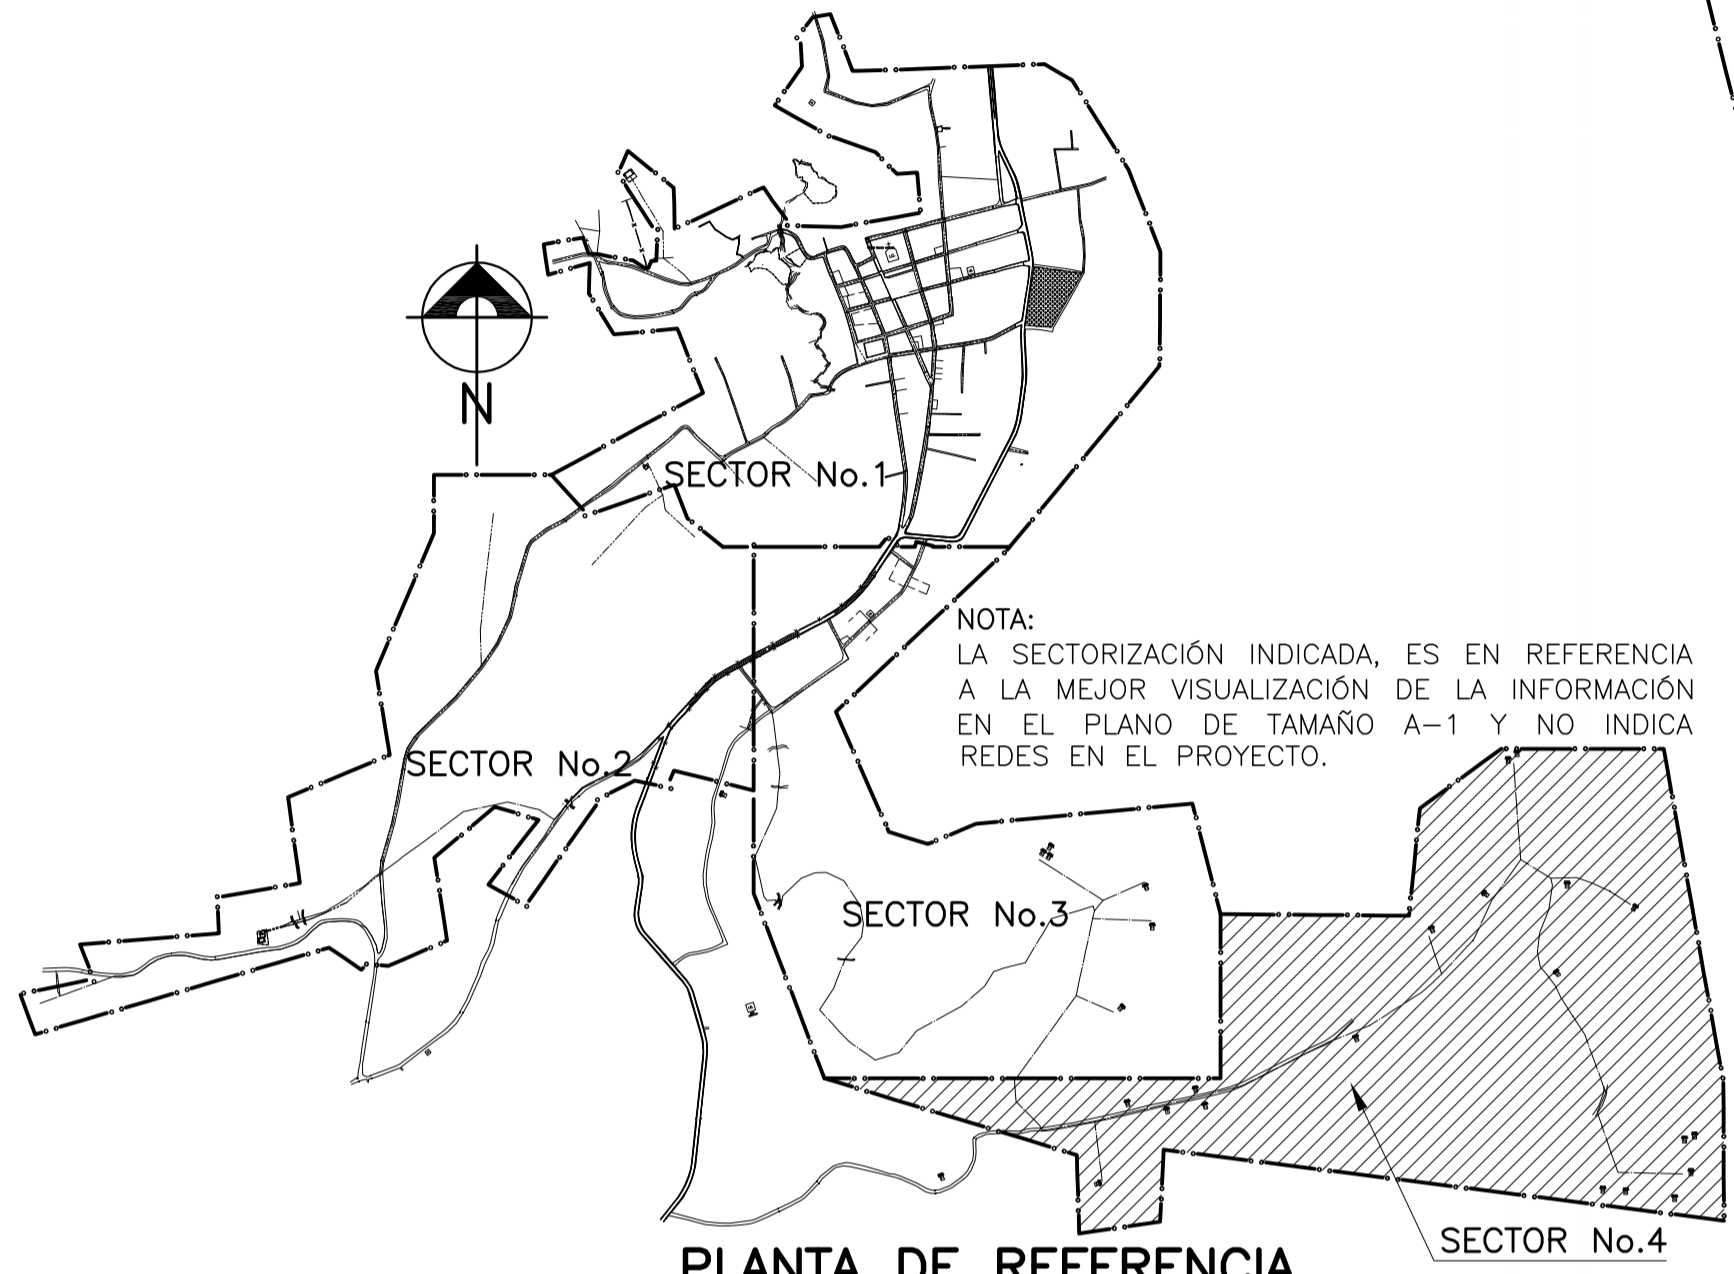 N
SECTOR No.1
NOTA:
LA SECTORIZACIÓN INDICADA, ES EN REFERENCIA
A LA MEJOR VISUALIZACIÓN DE LA INFORMACIÓN
EN EL PLANO DE TAMAÑO A-1 Y NO INDICA
REDES EN EL PROYECTO.
SECTOR No.2
SECTOR No.3
SECTOR No.4
PLANTA DE REFERENCIA